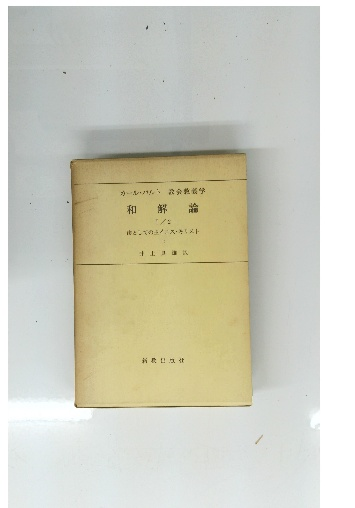 カール・バルト 教会教義学
和解論
Ⅰ/2
僕としての主イエス・キリスト
井上良雄訳
新教出版社